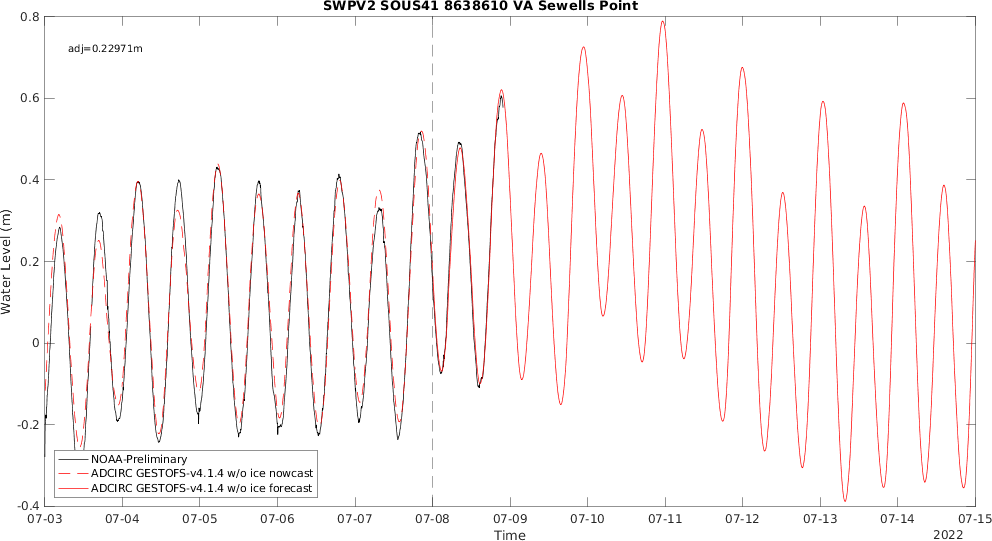 SWPV2 SOUS41 8638610 VA Sewells Point
adj=0.22971m
Water Level (m)
0.8
0.6
0.4
0.2
0
-0.2
-0.4
NOAA-Preliminary
ADCIRC GESTOFS-v4.1.4 w/o ice nowcast
ADCIRC GESTOFS-v4.1.4 w/o ice forecast
07-03 07-04 07-05 07-06 07-07 07-08 07-09 07-10 07-11 07-12 07-13 07-14 07-15
Time
2022